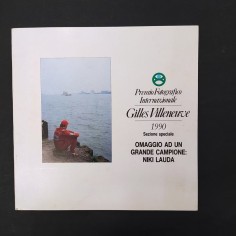 Premio Fotografico
Internazionale
Gilles Villeneuve
1990
Sezione speciale
OMAGGIO AD UN
GRANDE CAMPIONE:
NIKI LAUDA